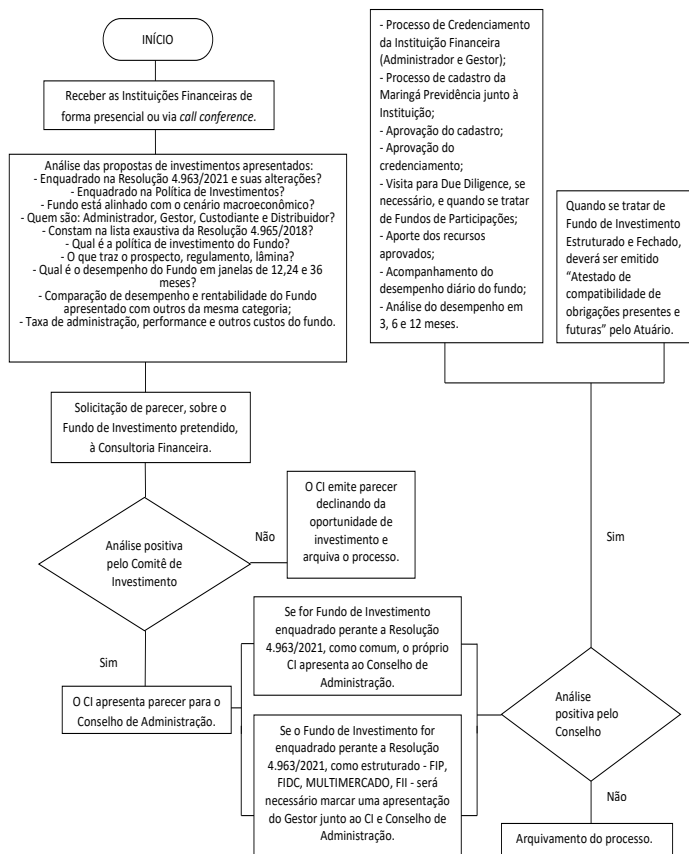 INÍCIO
Receber as Instituições Financeiras de
forma presencial ou via call conference.
Análise das propostas de investimentos apresentados:
- Enquadrado na Resolução 4.963/2021 e suas alterações?
- Enquadrado na Política de Investimentos?
- Fundo está alinhado com o cenário macroeconômico?
- Quem são: Administrador, Gestor, Custodiante e Distribuidor?
- Constam na lista exaustiva da Resolução 4.965/2018?
- Qual é a política de investimento do Fundo?
- O que traz o prospecto, regulamento, lâmina?
- Qual é o desempenho do Fundo em janelas de 12,24 e 36
meses?
- Comparação de desempenho e rentabilidade do Fundo
apresentado com outros da mesma categoria;
- Taxa de administração, performance e outros custos do fundo.
Solicitação de parecer, sobre o
Fundo de Investimento pretendido,
à Consultoria Financeira.
Análise positiva
pelo Comitê de
Investimento
Não
O CI emite parecer
declinando da
oportunidade de
investimento e
arquiva o processo.
Sim
O CI apresenta parecer para o
Conselho de Administração.
Se for Fundo de Investimento
enquadrado perante a Resolução
4.963/2021, como comum, o próprio
CI apresenta ao Conselho de
Administração.
Se o Fundo de Investimento for
enquadrado perante a Resolução
4.963/2021, como estruturado - FIP,
FIDC, MULTIMERCADO, FII - será
necessário marcar uma apresentação
do Gestor junto ao CI e Conselho de
Administração.
Análise
positiva pelo
Conselho
Não
Arquivamento do processo.
Sim
- Processo de Credenciamento
da Instituição Financeira
(Administrador e Gestor);
- Processo de cadastro da
Maringá Previdência junto à
Instituição;
- Aprovação do cadastro;
- Aprovação do
credenciamento;
- Visita para Due Diligence, se
necessário, e quando se tratar
de Fundos de Participações;
- Aporte dos recursos
aprovados;
- Acompanhamento do
desempenho diário do fundo;
- Análise do desempenho em
3, 6 e 12 meses.
Quando se tratar de
Fundo de Investimento
Estruturado e Fechado,
deverá ser emitido
“Atestado de
compatibilidade de
obrigações presentes e
futuras” pelo Atuário.